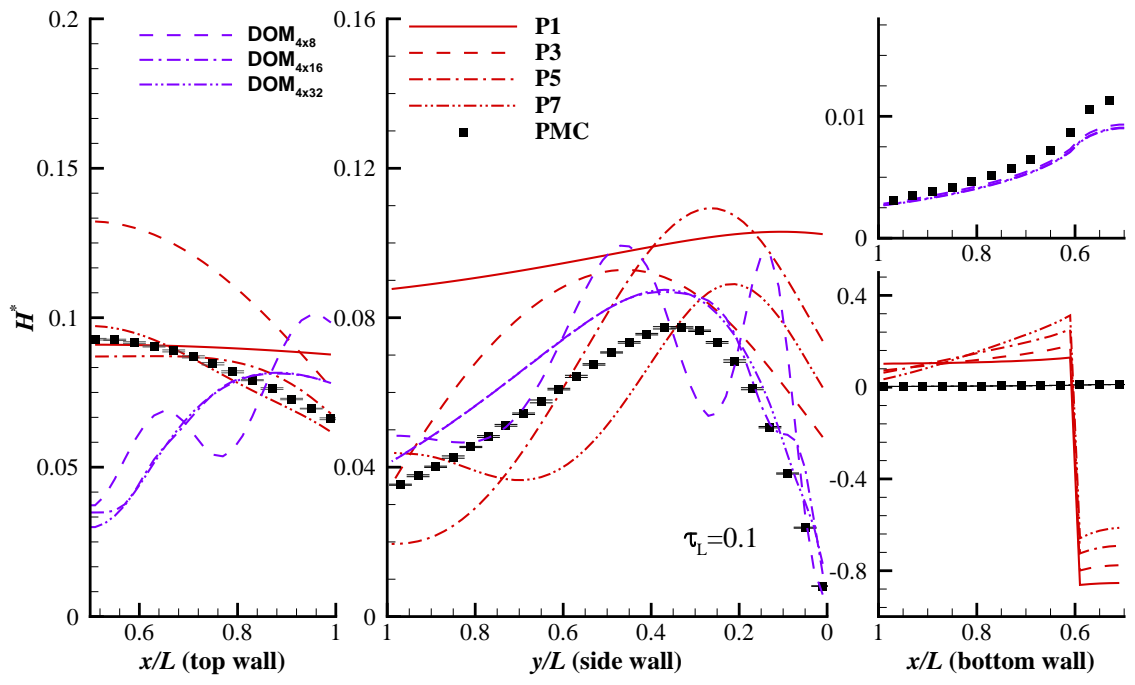 0.2
0.15
0.1
0.05
0
H*
0.6
0.8
1
x/L (top wall)
DOM4x8
DOM4x16
DOM4x32
0.16
0.12
0.08
0.04
0
0.8
0.6
0.4
0.2
0
y/L (side wall)
P1
P3
P5
P7
PMC
τL=0.1
0.01
0
1
0.8
0.6
0.4
0
-0.4
-0.8
1
0.8
0.6
x/L (bottom wall)